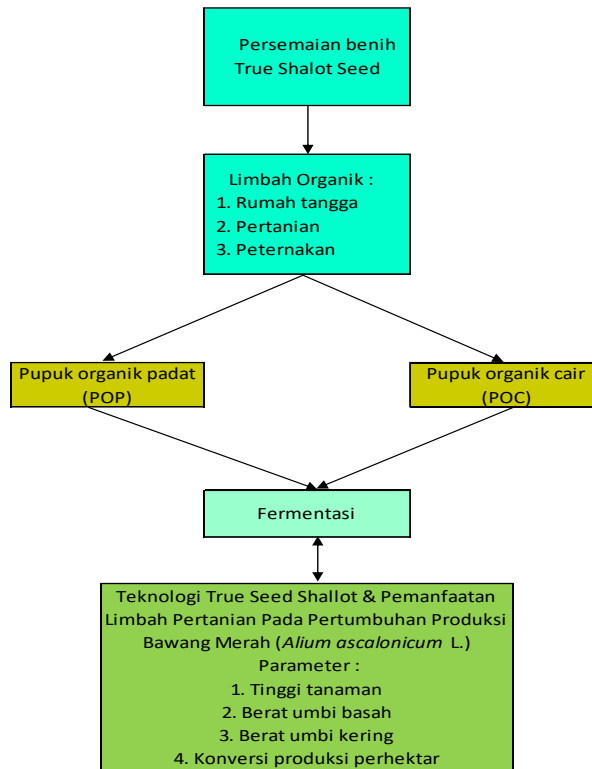 Persemaian benih
True Shalot Seed
Limbah Organik :
1. Rumah tangga
2. Pertanian
3. Peternakan
Pupuk organik padat
(POP)
Pupuk organik cair
(POC)
Fermentasi
Teknologi True Seed Shallot & Pemanfaatan
Limbah Pertanian Pada Pertumbuhan Produksi
Bawang Merah (Alium ascalonicum L.)
Parameter :
1. Tinggi tanaman
2. Berat umbi basah
3. Berat umbi kering
4. Konversi produksi perhektar